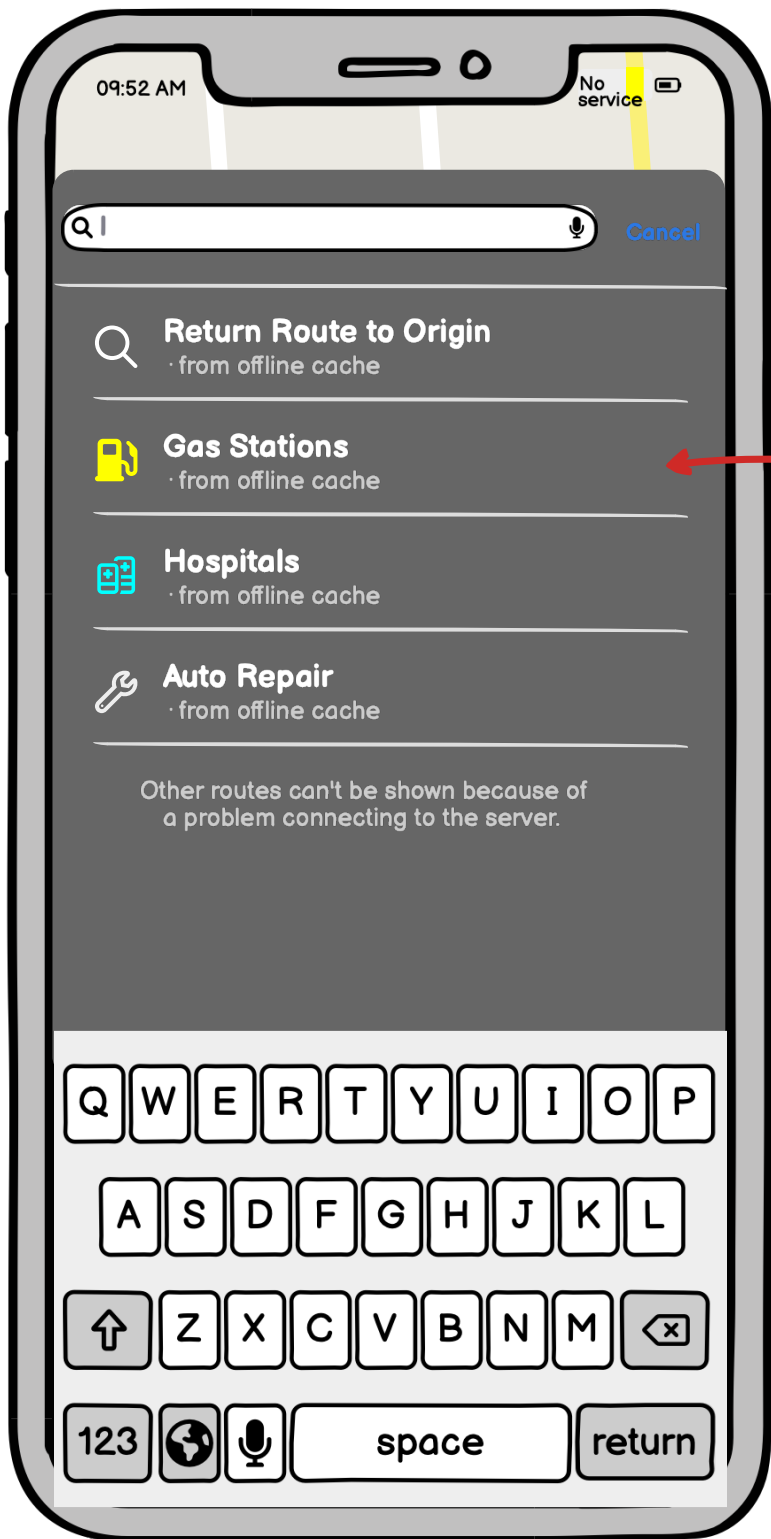 09:52 AM
No
service
Cancel
Return Route to Origin
· from offline cache
Gas Stations
· from offline cache
Hospitals
· from offline cache
Auto Repair
· from offline cache
Other routes can't be shown because of
a problem connecting to the server.
Q W E R T Y U I O P
A S D F G H J K L
Z X C V B N M
123 space return